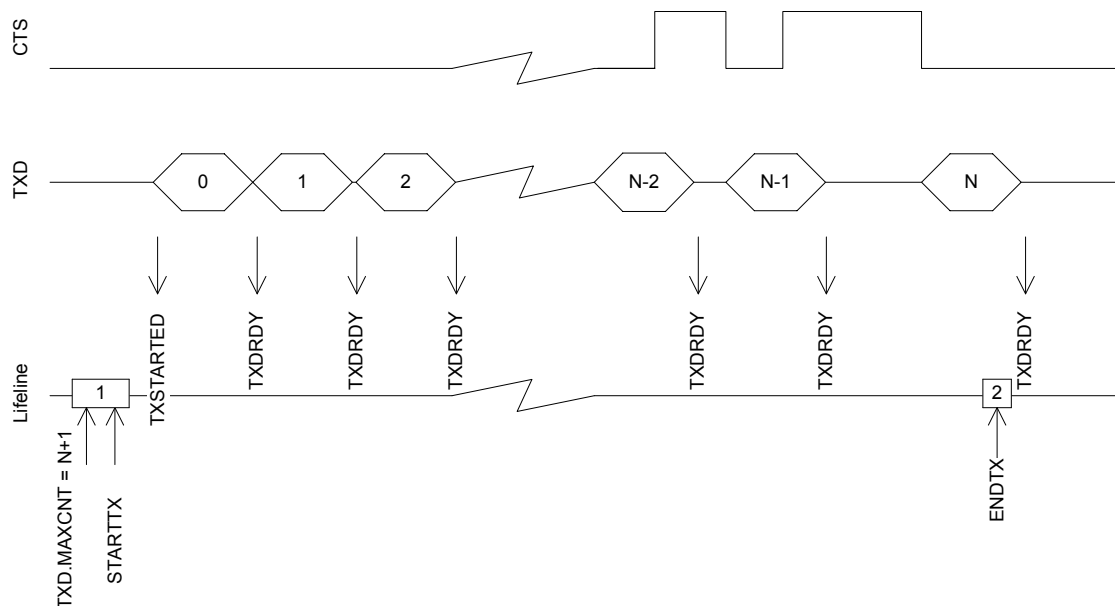 CTS
TXD
0
1
2
N-2
N-1
N
TXSTARTED
TXDRDY
TXDRDY
TXDRDY
TXDRDY
TXDRDY
TXDRDY
Lifeline
1
2
TXD.MAXCNT = N+1
STARTTX
ENDTX